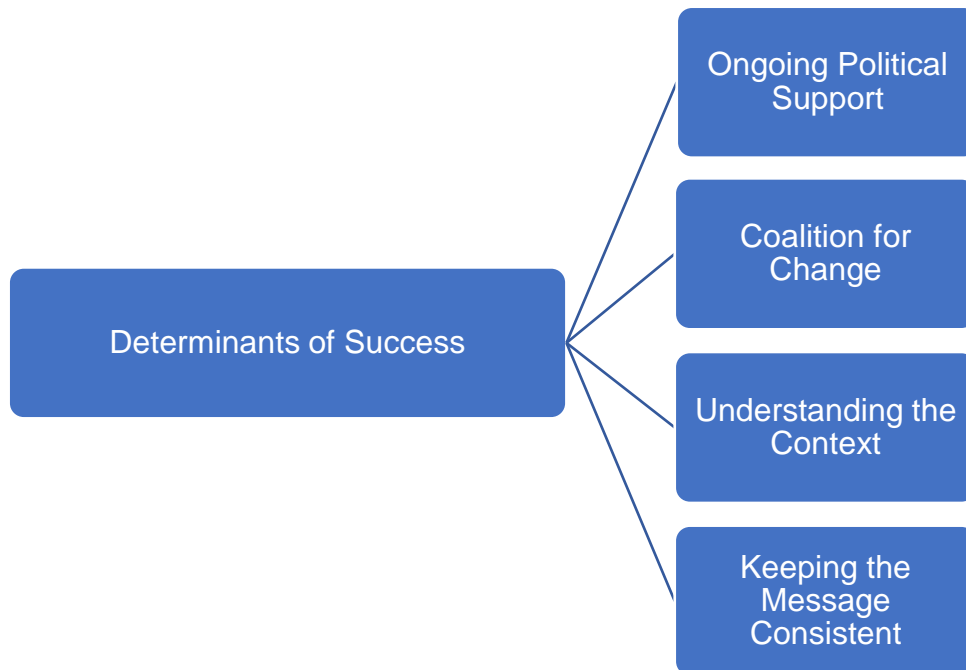 Ongoing Political
Support
Coalition for
Change
Determinants of Success
Understanding the
Context
Keeping the
Message
Consistent